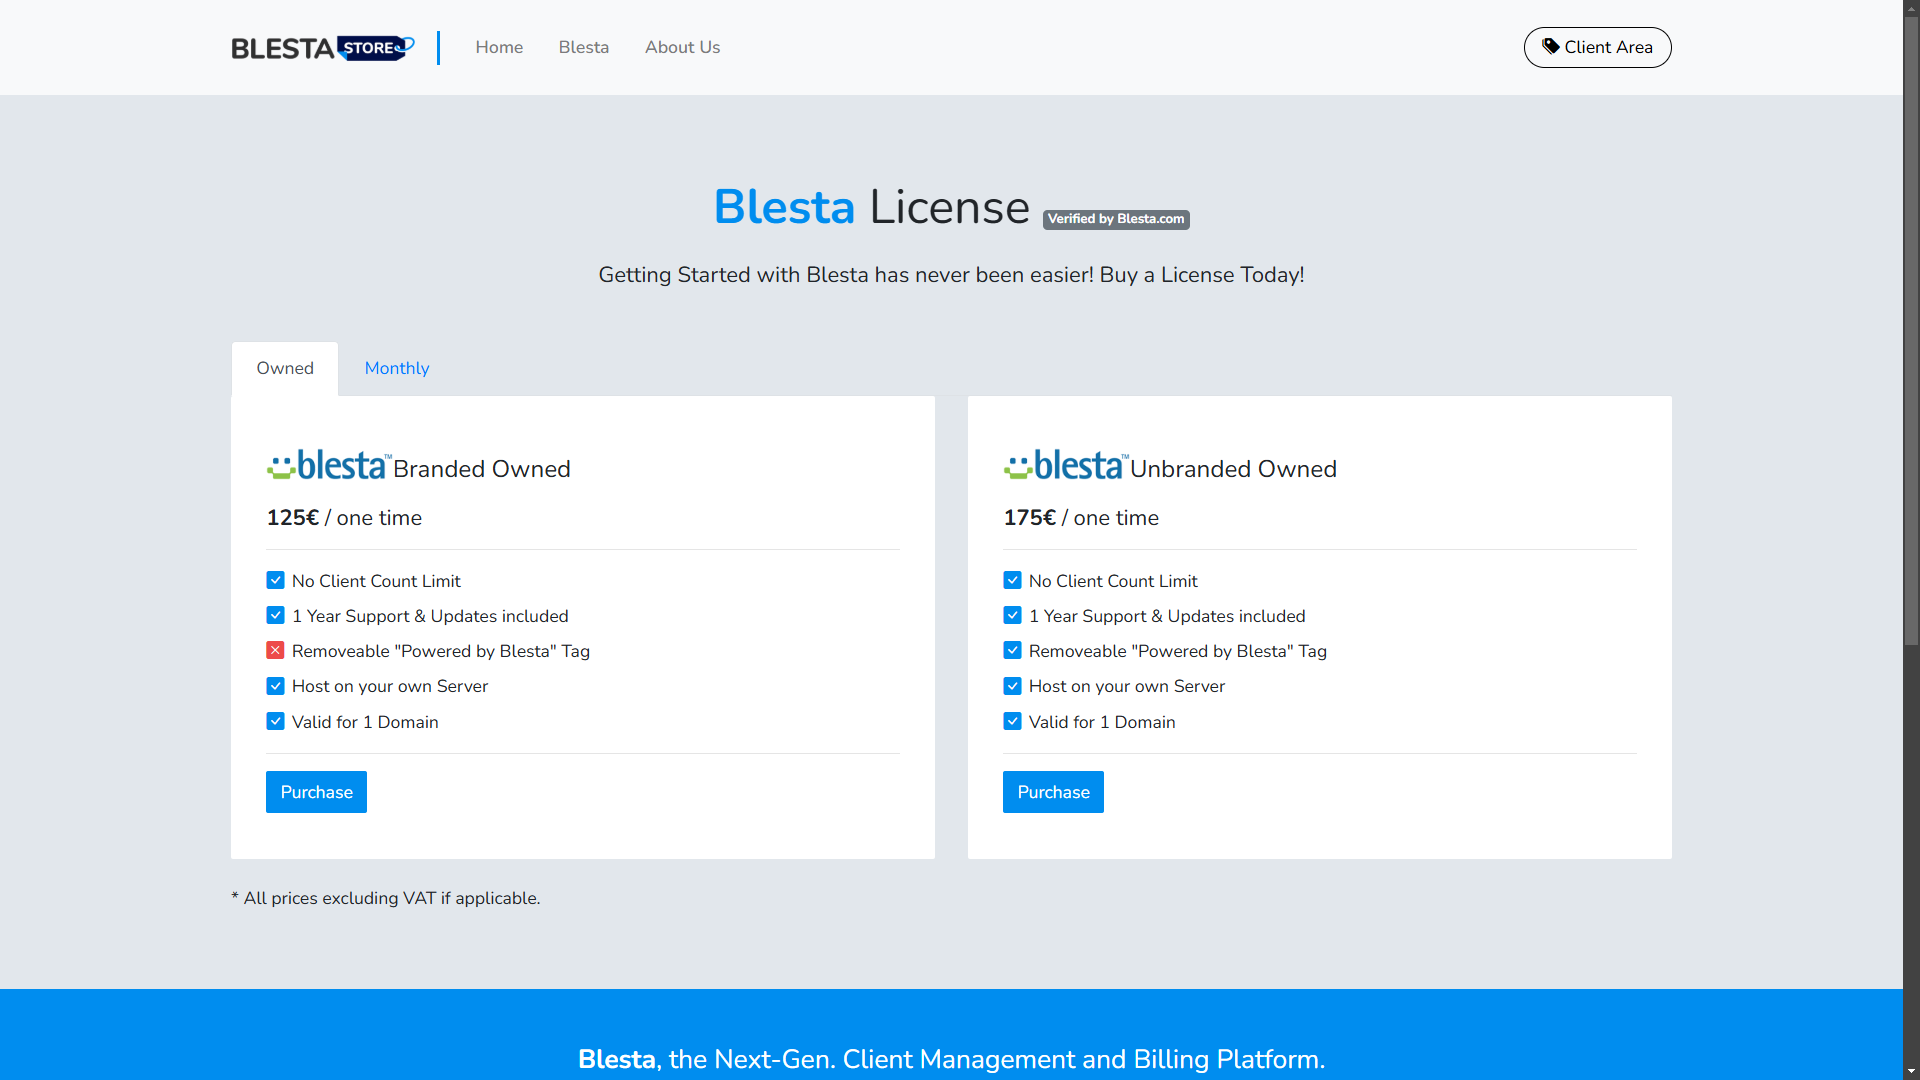 BLESTA STORE
Home
Blesta
About Us
Client Area
Blesta License Verified by Blesta.com
Getting Started with Blesta has never been easier! Buy a License Today!
Owned
Monthly
blesta™ Branded Owned
125€ / one time
No Client Count Limit
1 Year Support & Updates included
Removeable "Powered by Blesta" Tag
Host on your own Server
Valid for 1 Domain
Purchase
blesta™ Unbranded Owned
175€ / one time
No Client Count Limit
1 Year Support & Updates included
Removeable "Powered by Blesta" Tag
Host on your own Server
Valid for 1 Domain
Purchase
* All prices excluding VAT if applicable.
Blesta, the Next-Gen. Client Management and Billing Platform.